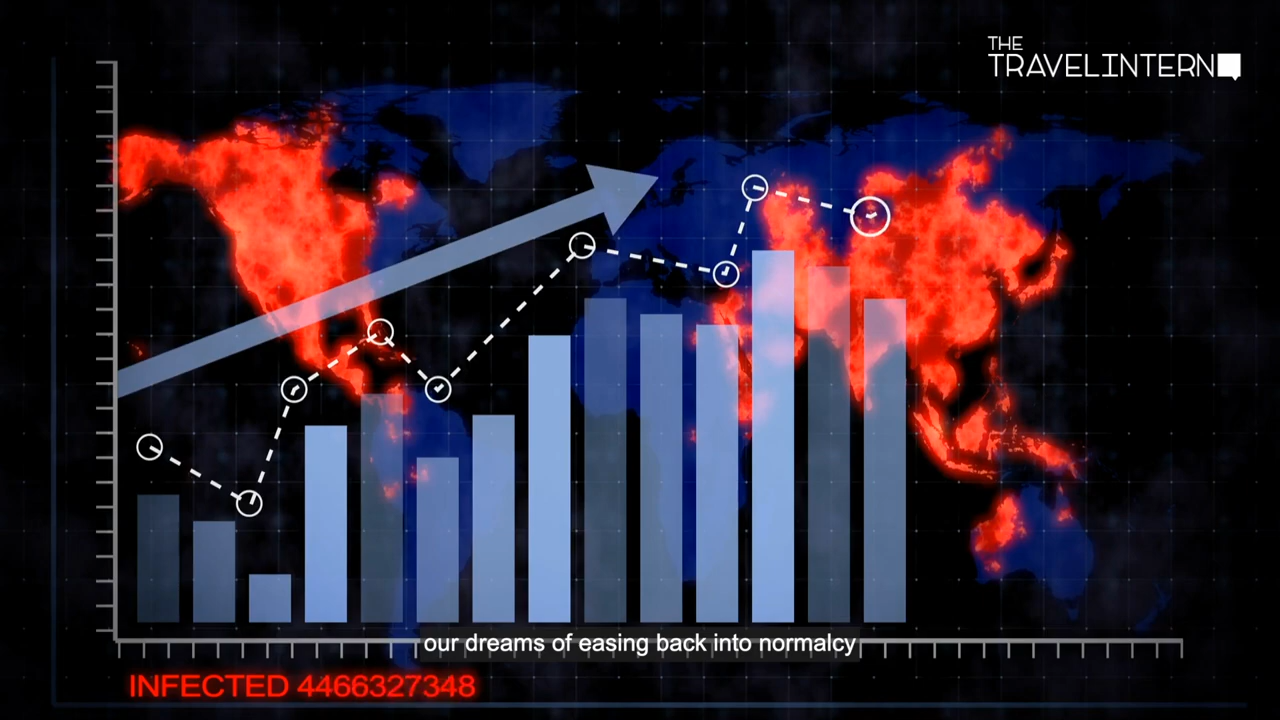 THE
TRAVELINTERN
our dreams of easing back into normalcy
INFECTED 4466327348